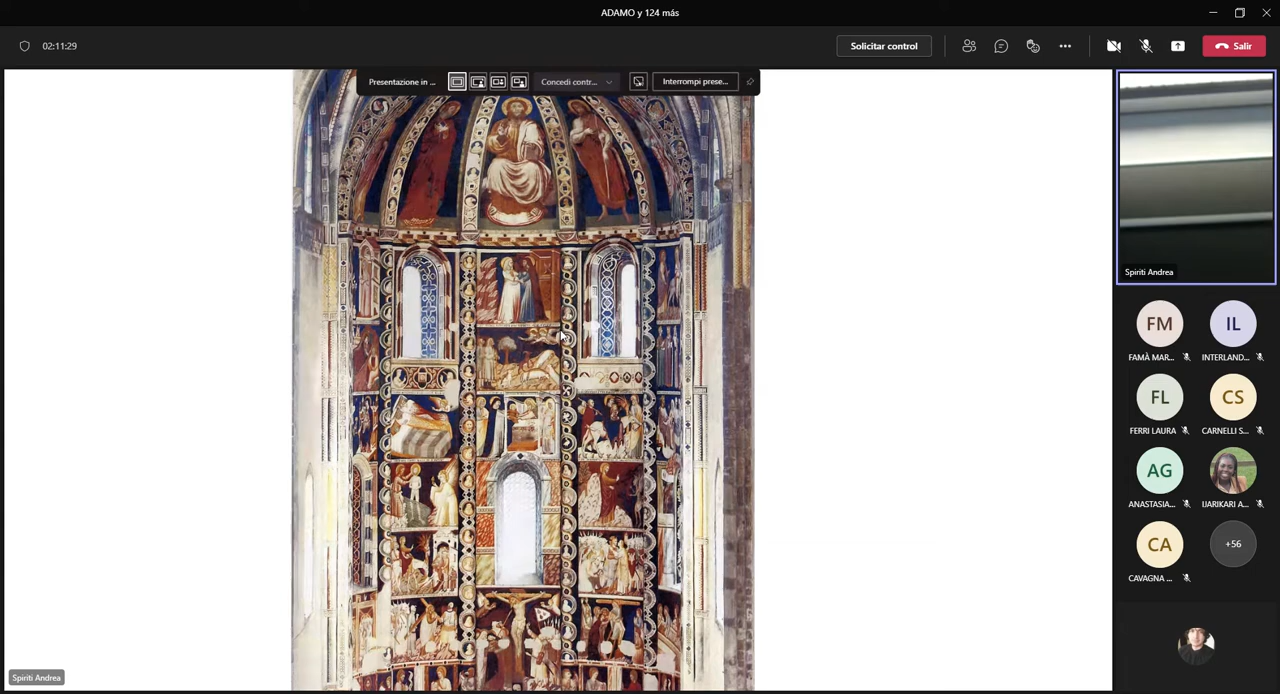 ADAMO y 124 más
02:11:29
Solicitar control
Salir
Presentazione in ...
Concedi contr...
Interrompi prese...
Spiriti Andrea
FM
IL
FAMÀ MAR...
INTERLAND...
FL
CS
FERRI LAURA
CARNELLI S...
AG
ANASTASIA...
IJARIKARI A...
CA
+56
CAVAGNA ...
Spiriti Andrea